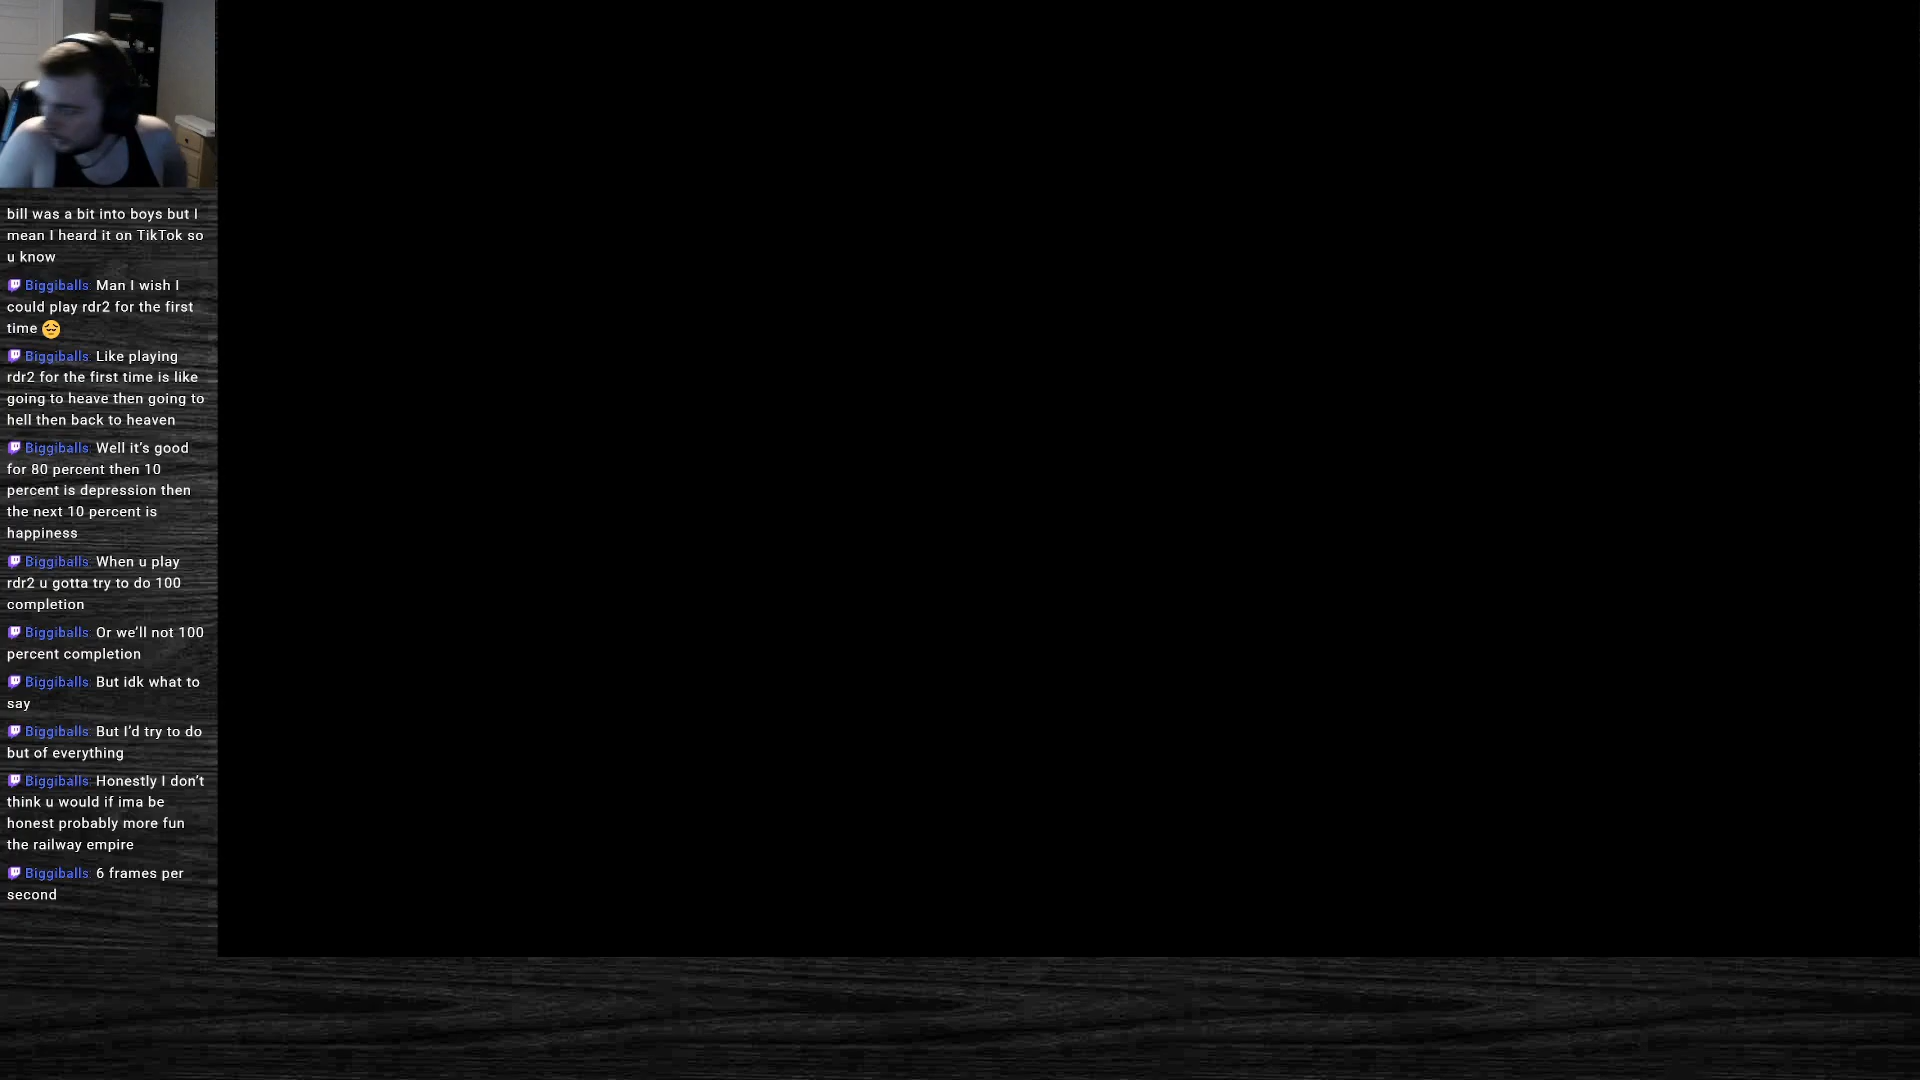 bill was a bit into boys but I
mean I heard it on TikTok so
u know
Biggiballs: Man I wish I
could play rdr2 for the first
time 😔
Biggiballs: Like playing
rdr2 for the first time is like
going to heave then going to
hell then back to heaven
Biggiballs: Well it’s good
for 80 percent then 10
percent is depression then
the next 10 percent is
happiness
Biggiballs: When u play
rdr2 u gotta try to do 100
completion
Biggiballs: Or we’ll not 100
percent completion
Biggiballs: But idk what to
say
Biggiballs: But I’d try to do
but of everything
Biggiballs: Honestly I don’t
think u would if ima be
honest probably more fun
the railway empire
Biggiballs: 6 frames per
second